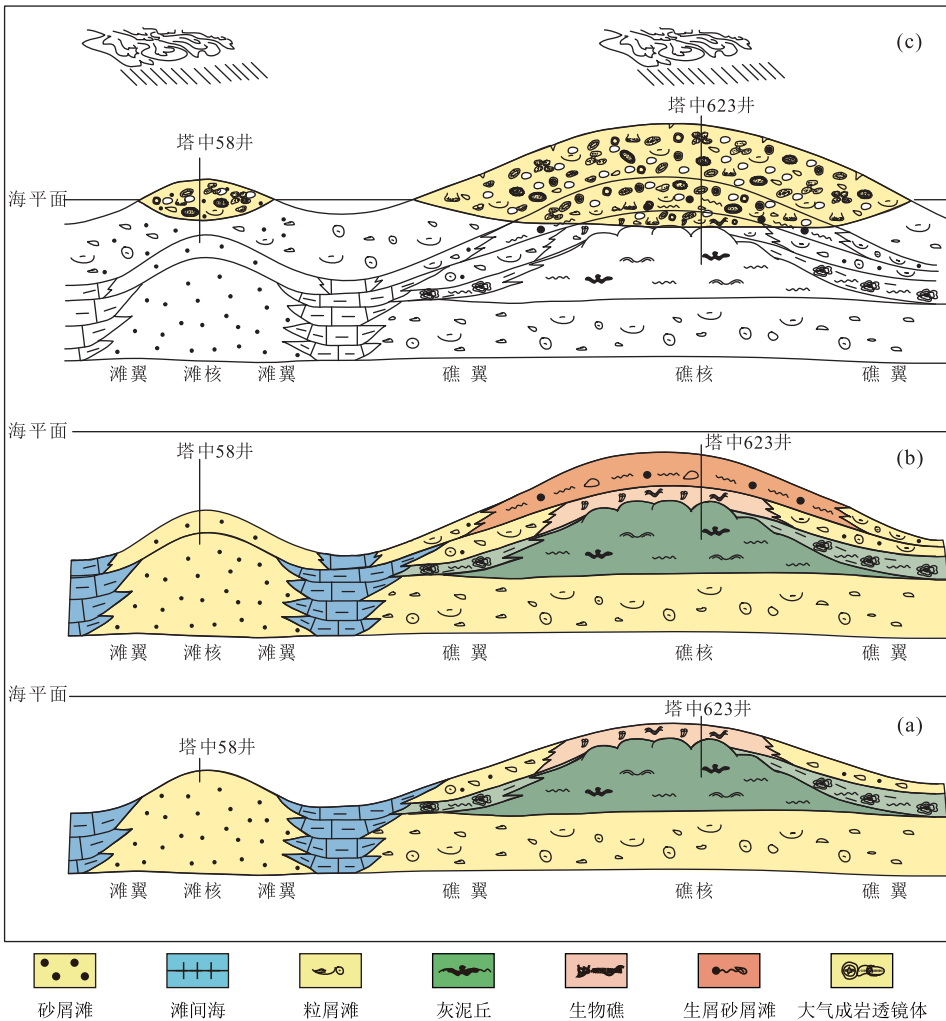 (c)
塔中623井
塔中58井
海平面
滩翼 滩核 滩翼 礁翼 礁核 礁翼
海平面
塔中623井
塔中58井
(b)
滩翼 滩核 滩翼 礁翼 礁核 礁翼
海平面
塔中623井
(a)
塔中58井
滩翼 滩核 滩翼 礁翼 礁核 礁翼
砂屑滩 滩间海 粒屑滩 灰泥丘 生物礁 生屑砂屑滩 大气成岩透镜体